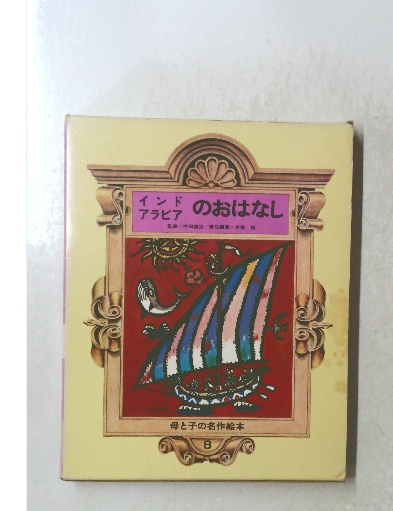 インド
アラビア
のおはなし
母と子の名作絵本
8